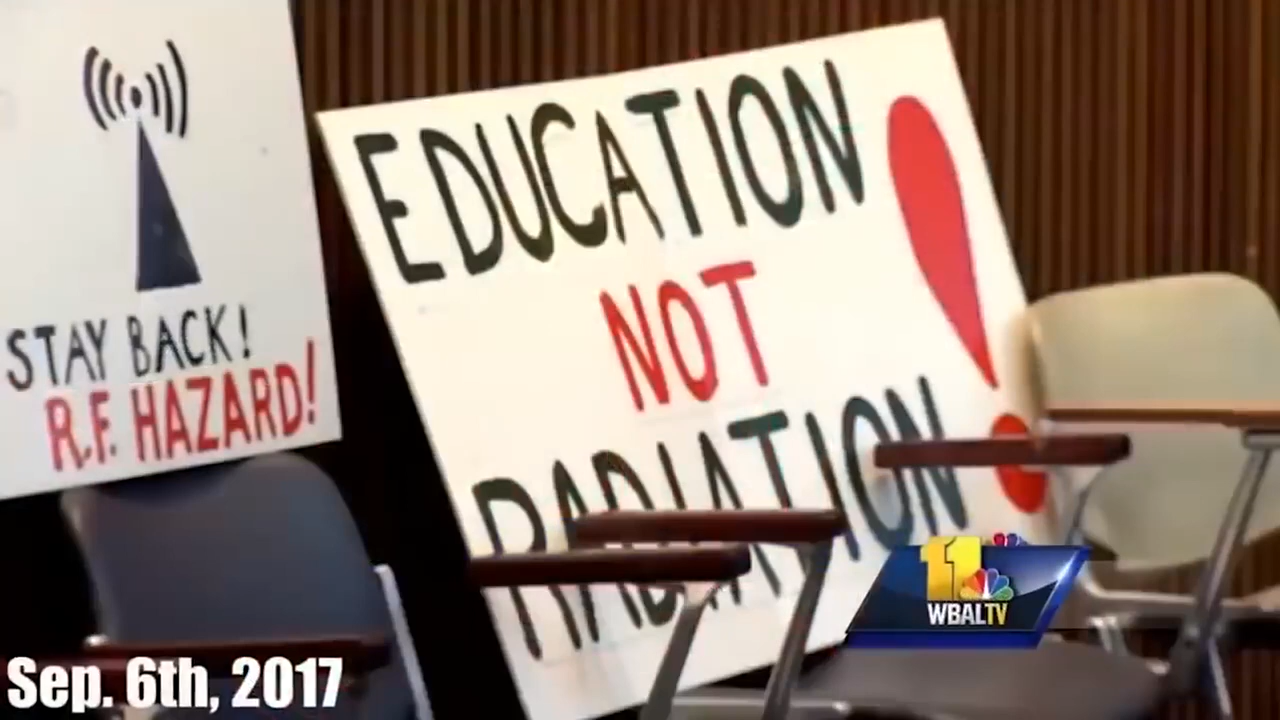 STAY BACK!
R.F. HAZARD!
EDUCATION
NOT
RADIATION!
11
WBALTV
Sep. 6th, 2017